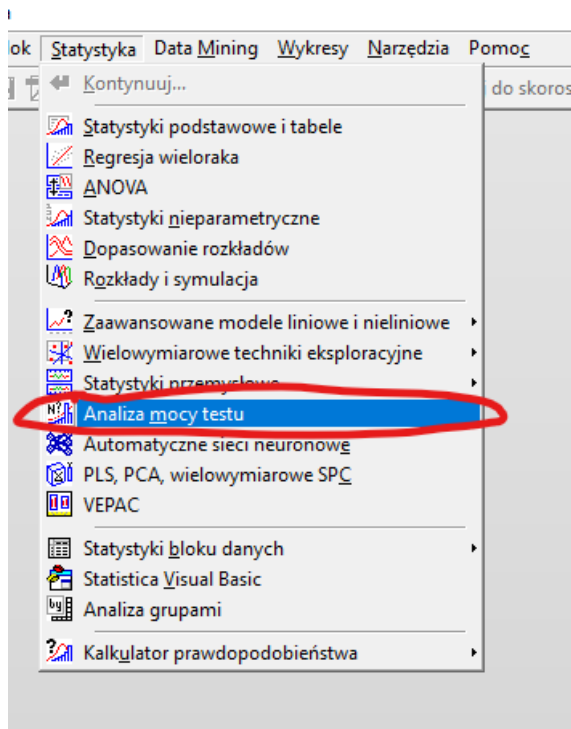 ok Statystyka Data Mining Wykresy Narzędzia Pomoc
Kontynuuj... do skoros
Statystyki podstawowe i tabele
Regresja wieloraka
ANOVA
Statystyki nieparametryczne
Dopasowanie rozkładów
Rozkłady i symulacja
Zaawansowane modele liniowe i nieliniowe
Wielowymiarowe techniki eksploracyjne
Statystyki przemysłowe
Analiza mocy testu
Automatyczne sieci neuronowe
PLS, PCA, wielowymiarowe SPC
VEPAC
Statystyki bloku danych
Statistica Visual Basic
Analiza grupami
Kalkulator prawdopodobieństwa